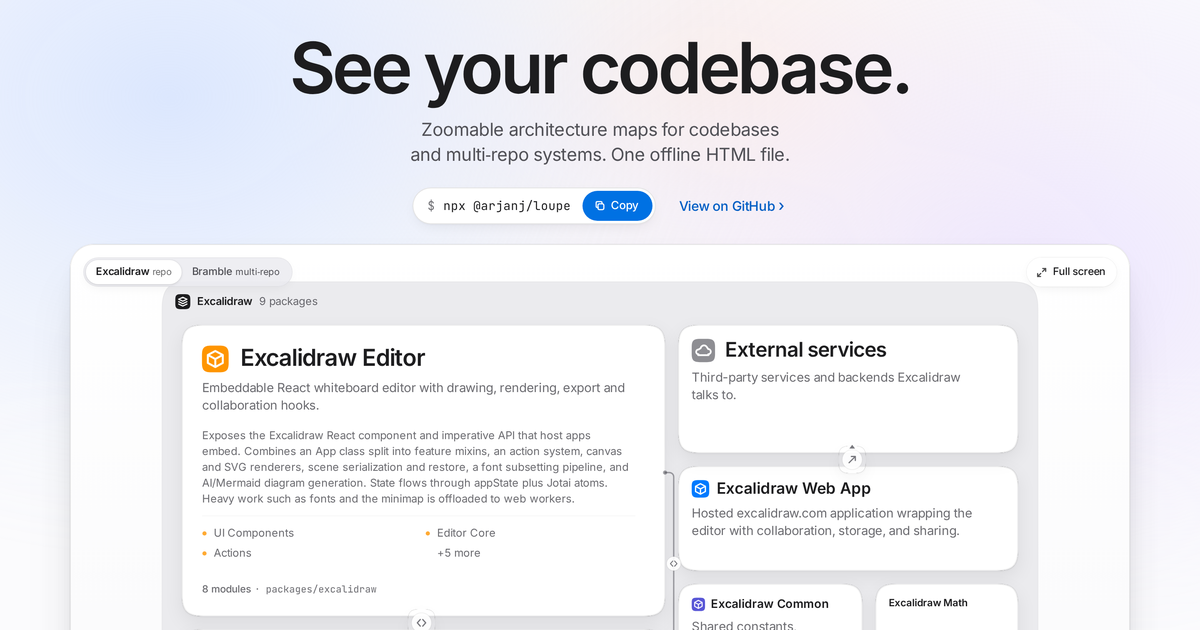 See your codebase.
Zoomable architecture maps for codebases
and multi-repo systems. One offline HTML file.
$ npx @arjanj/loupe
Copy
View on GitHub ›
Excalidraw repo
Bramble multi-repo
Full screen
Excalidraw 9 packages
Excalidraw Editor
Embeddable React whiteboard editor with drawing, rendering, export and
collaboration hooks.
Exposes the Excalidraw React component and imperative API that host apps
embed. Combines an App class split into feature mixins, an action system, canvas
and SVG renderers, scene serialization and restore, a font subsetting pipeline, and
AI/Mermaid diagram generation. State flows through appState plus Jotai atoms.
Heavy work such as fonts and the minimap is offloaded to web workers.
UI Components
Editor Core
Actions
+5 more
8 modules · packages/excalidraw
External services
Third-party services and backends Excalidraw
talks to.
Excalidraw Web App
Hosted excalidraw.com application wrapping the
editor with collaboration, storage, and sharing.
Excalidraw Common
Shared constants,
Excalidraw Math